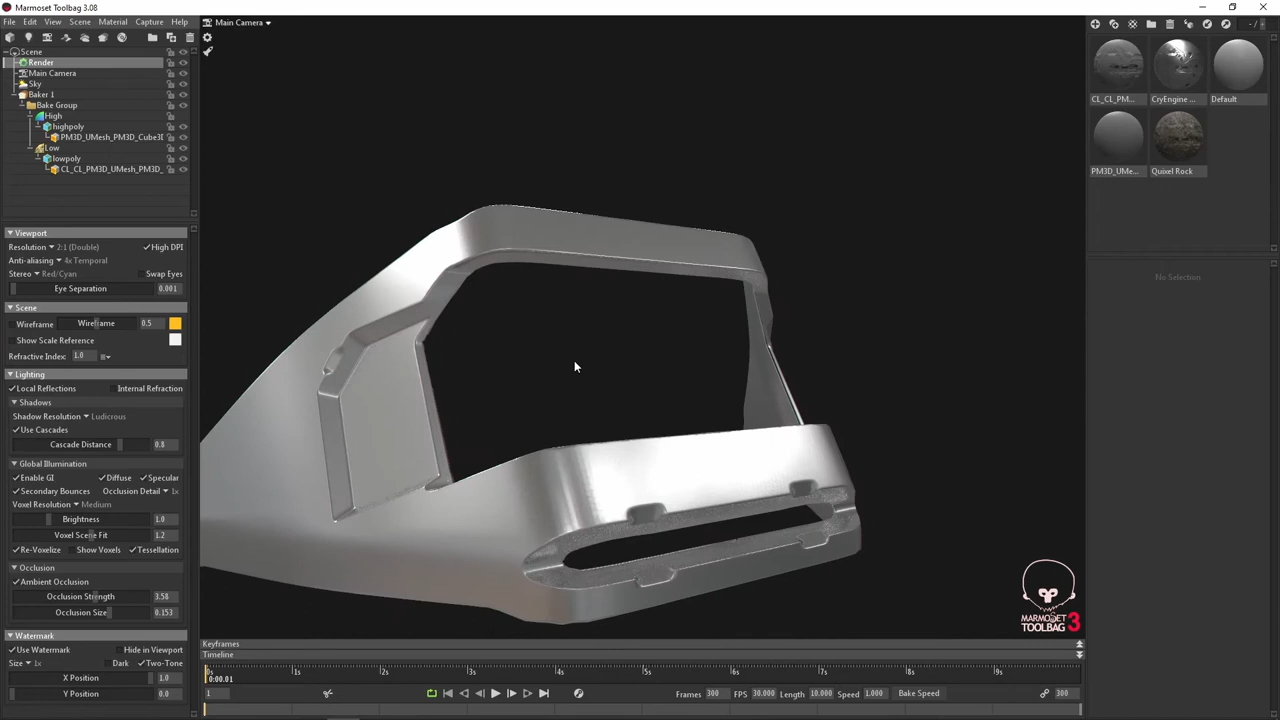 Marmoset Toolbag 3.08
File Edit View Scene Material Capture Help
Main Camera
Scene
Render
Main Camera
Sky
Baker 1
Bake Group
High
highpoly
PM3D_UMesh_PM3D_Cube3D
Low
lowpoly
CL_CL_PM3D_UMesh_PM3D_
Viewport
Resolution 2:1 (Double) High DPI
Anti-aliasing 4x Temporal
Stereo Red/Cyan Swap Eyes
Eye Separation 0.001
Scene
Wireframe Wireframe 0.5
Show Scale Reference
Refractive Index: 1.0
Lighting
Local Reflections Internal Refraction
Shadows
Shadow Resolution Ludicrous
Use Cascades
Cascade Distance 0.8
Global Illumination
Enable GI Diffuse Specular
Secondary Bounces Occlusion Detail 1x
Voxel Resolution Medium
Brightness 1.0
Voxel Scene Fit 1.2
Re-Voxelize Show Voxels Tessellation
Occlusion
Ambient Occlusion
Occlusion Strength 3.58
Occlusion Size 0.153
Watermark
Use Watermark Hide in Viewport
Size 1x Dark Two-Tone
X Position 1.0
Y Position 0.0
CL_CL_PM... CryEngine ... Default
PM3D_UMe... Quixel Rock
No Selection
MARMOSET
TOOLBAG 3
Keyframes
Timeline
0s 1s 2s 3s 4s 5s 6s 7s 8s 9s
0:00.01
1 Frames 300 FPS 30.000 Length 10.000 Speed 1.000 Bake Speed 300